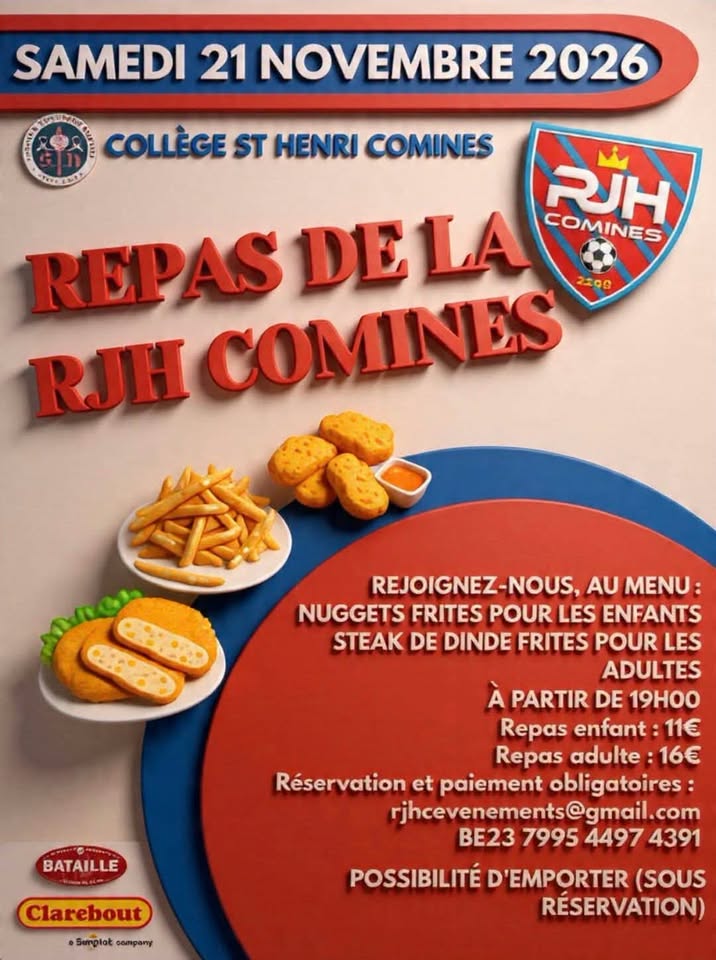 SAMEDI 21 NOVEMBRE 2026
COLLÈGE ST HENRI COMINES
RJH
COMINES
REPAS DE LA
RJH COMINES
REJOIGNEZ-NOUS, AU MENU :
NUGGETS FRITES POUR LES ENFANTS
STEAK DE DINDE FRITES POUR LES
ADULTES
À PARTIR DE 19H00
Repas enfant : 11€
Repas adulte : 16€
Réservation et paiement obligatoires :
rjhcevenements@gmail.com
BE23 7995 4497 4391
POSSIBILITÉ D'EMPORTER (SOUS
RÉSERVATION)
BATAILLE
Clarebout
a Simplot company